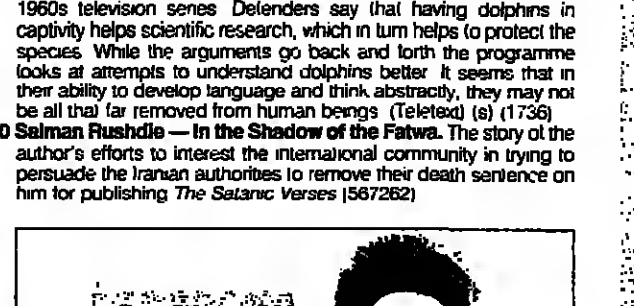 1960s television series Defenders say that having dolphins in
captivity helps scientific research, which in turn helps to protect the
species While the arguments go back and forth the programme
looks at attempts to understand dolphins better It seems that in
their ability to develop language and think abstractly, they may not
be all that far removed from human beings (Teletext) (s) (1736)
0 Salman Rushdie — In the Shadow of the Fatwa. The story of the
author's efforts to interest the international community in trying to
persuade the Iranian authorities to remove their death sentence on
him for publishing The Satanic Verses (567262)